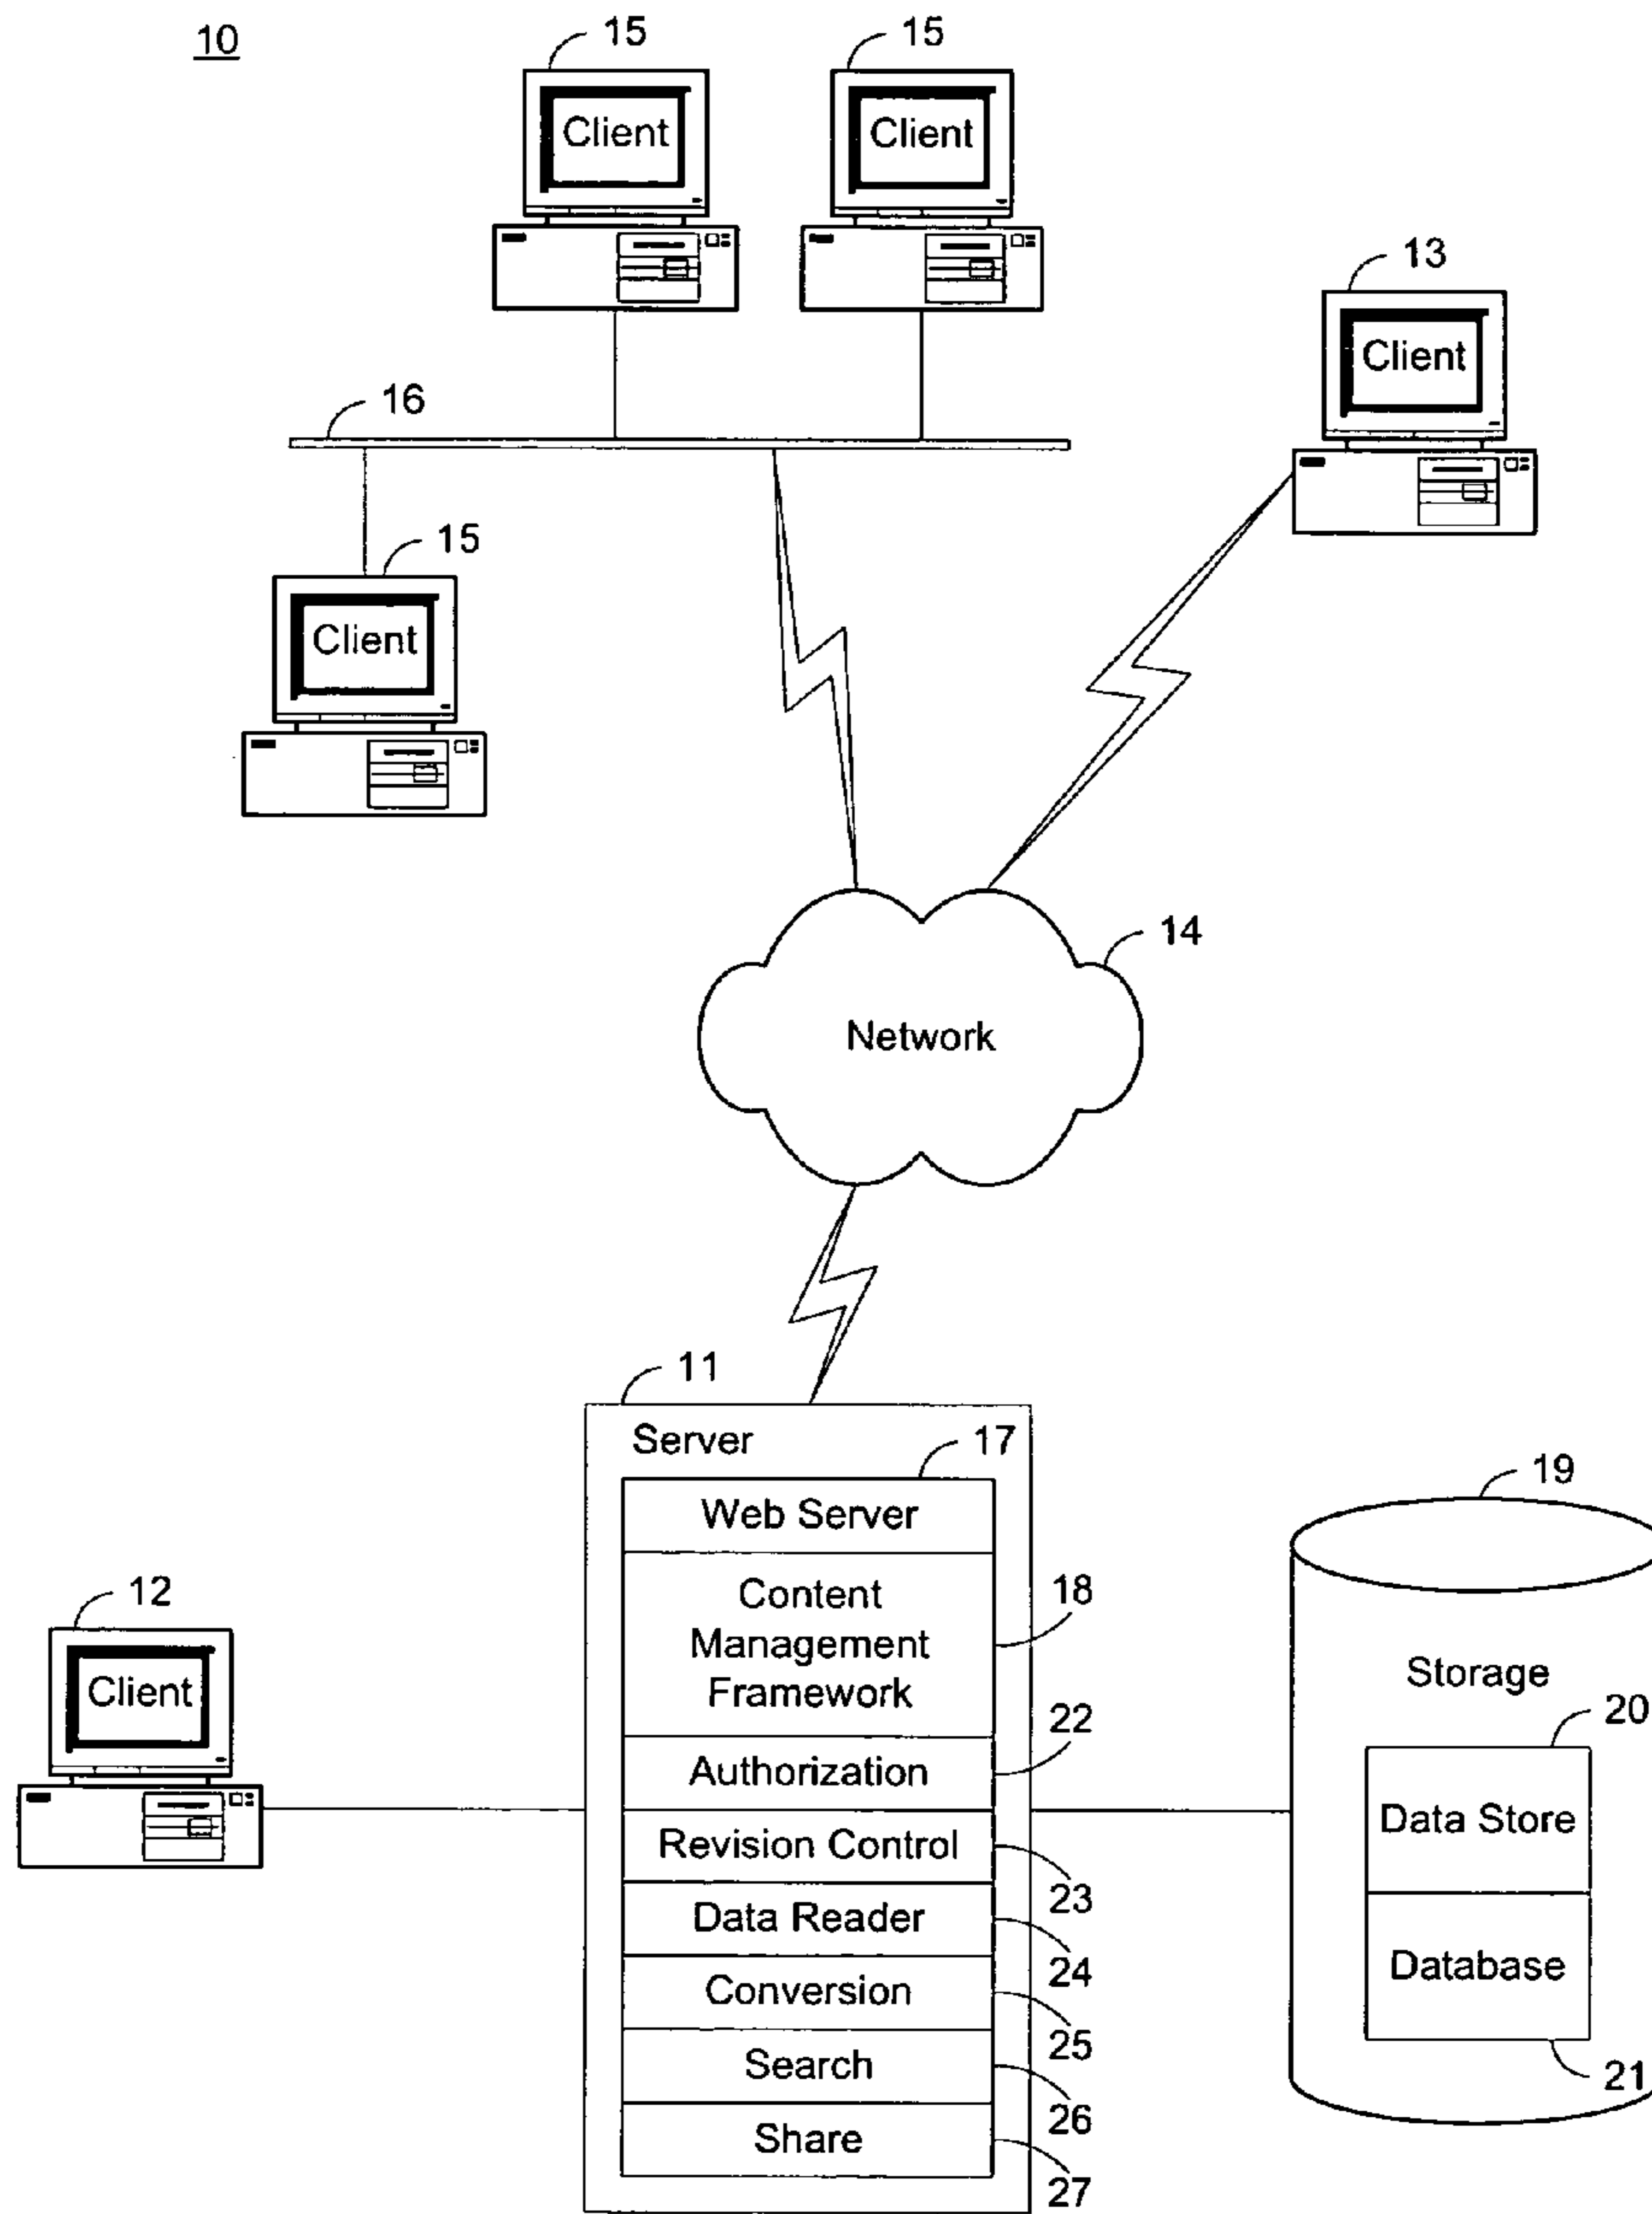 10
15
15
Client
Client
13
Client
16
15
Client
14
Network
11
Server
17
Web Server
19
12
Client
Content
Management
Framework
18
Storage
22
20
Authorization
Data Store
Revision Control
23
Data Reader
24
Database
Conversion
25
Search
21
26
Share
27